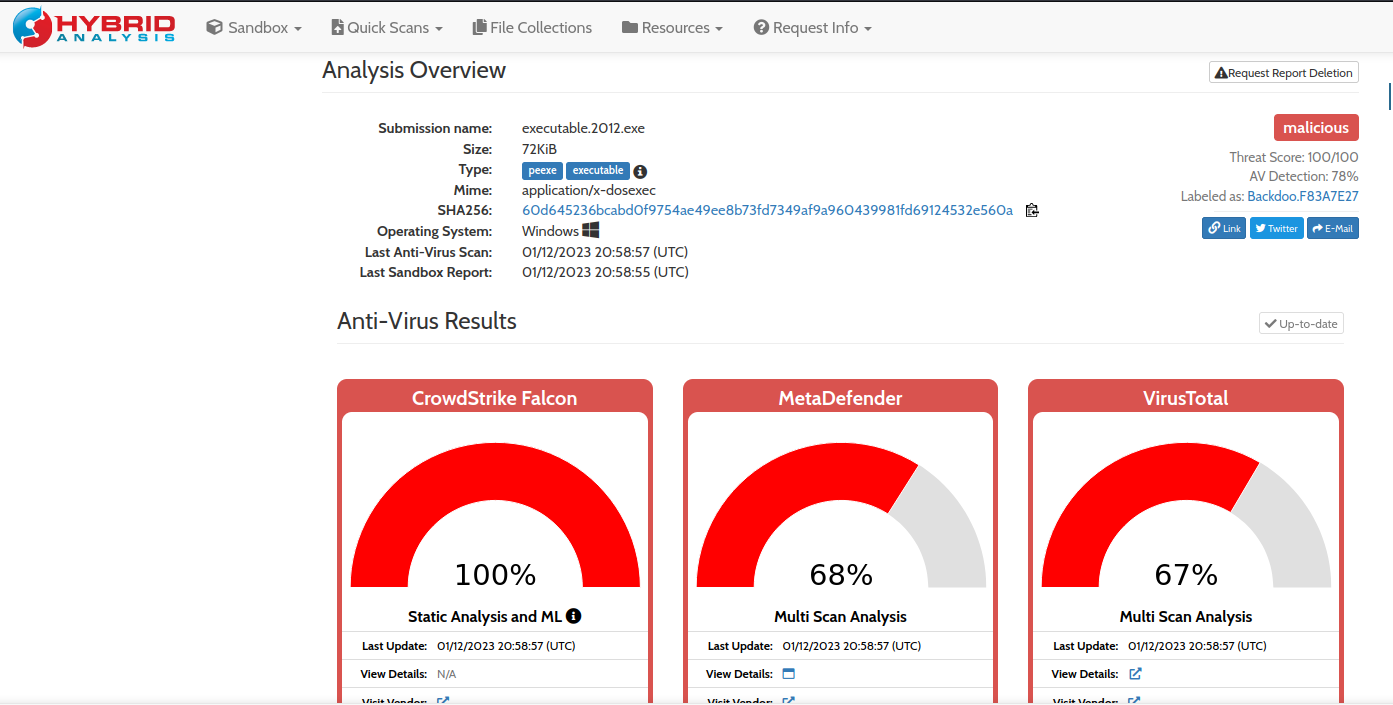 HYBRID ANALYSIS Sandbox Quick Scans File Collections Resources Request Info
Analysis Overview Request Report Deletion
Submission name: executable.2012.exe
Size: 72KiB
Type: peexe executable
Mime: application/x-dosexec
SHA256: 60d645236bcabd0f9754ae49ee8b73fd7349af9a960439981fd69124532e560a
Operating System: Windows
Last Anti-Virus Scan: 01/12/2023 20:58:57 (UTC)
Last Sandbox Report: 01/12/2023 20:58:55 (UTC)
malicious
Threat Score: 100/100
AV Detection: 78%
Labeled as: Backdoo.F83A7E27
Link Twitter E-Mail
Anti-Virus Results Up-to-date
CrowdStrike Falcon
100%
Static Analysis and ML
Last Update: 01/12/2023 20:58:57 (UTC)
View Details: N/A
Visit Vendor:
MetaDefender
68%
Multi Scan Analysis
Last Update: 01/12/2023 20:58:57 (UTC)
View Details:
Visit Vendor:
VirusTotal
67%
Multi Scan Analysis
Last Update: 01/12/2023 20:58:57 (UTC)
View Details:
Visit Vendor: